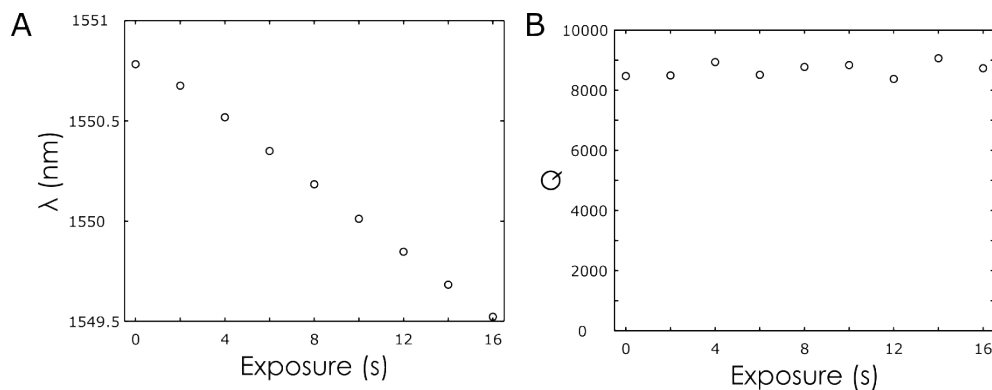 A
λ (nm)
1551
1550.5
1550
1549.5
0 4 8 12 16
Exposure (s)
B
Q
10000
8000
6000
4000
2000
0
0 4 8 12 16
Exposure (s)